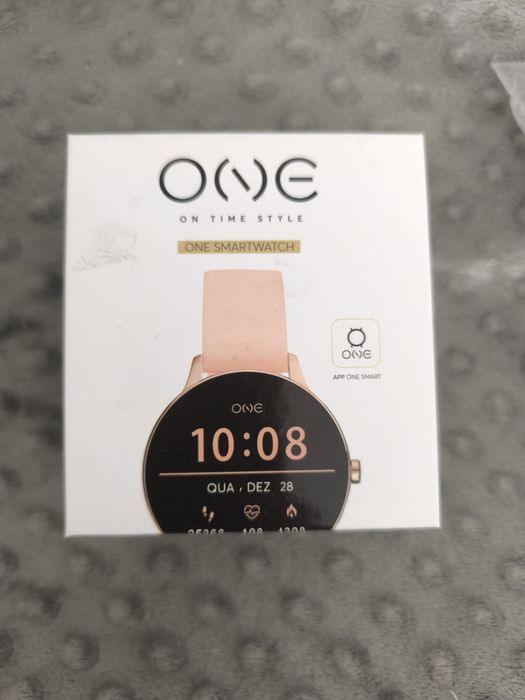 ONE
ON TIME STYLE
ONE SMARTWATCH
ONE
APP ONE SMART
ONE
10:08
QUA, DEZ 28